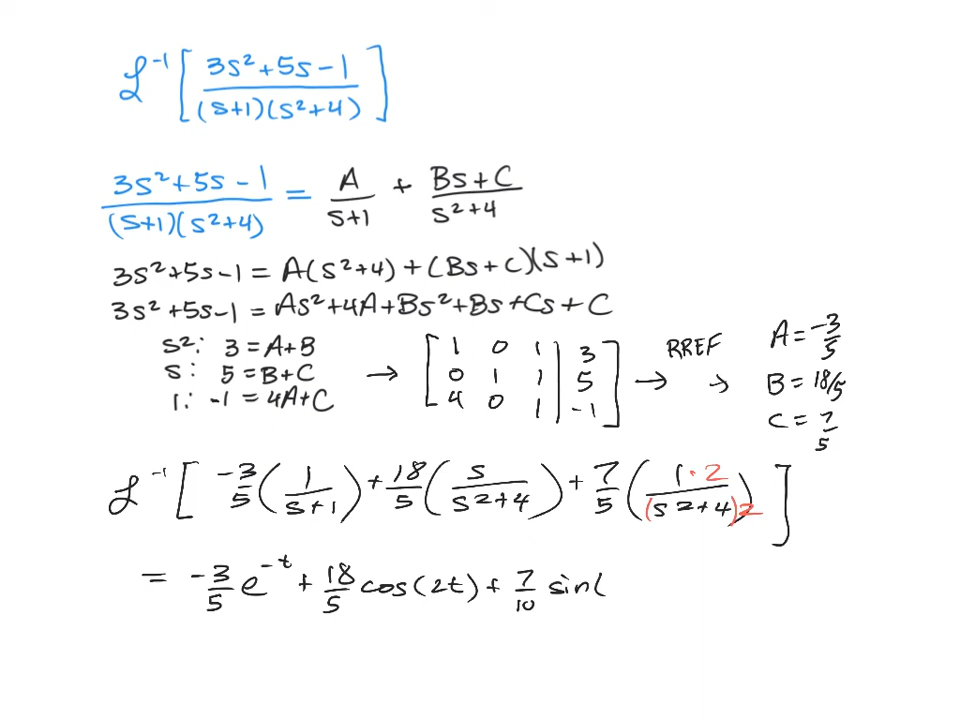 ℒ⁻¹ [ (3s²+5s−1) / ((s+1)(s²+4)) ]
(3s²+5s−1) / ((s+1)(s²+4)) = A/(s+1) + (Bs+C)/(s²+4)
3s²+5s−1 = A(s²+4) + (Bs+C)(s+1)
3s²+5s−1 = As²+4A+Bs²+Bs+Cs+C
s²: 3 = A+B
s: 5 = B+C
1: −1 = 4A+C
→ [ 1 0 1 | 3 ]
[ 0 1 1 | 5 ]
[ 4 0 1 | −1 ]
→ RREF →
A = −3/5
B = 18/5
C = 7/5
ℒ⁻¹ [ −3/5 (1/(s+1)) + 18/5 (s/(s2+4)) + 7/5 (1·2/((s2+4)2)) ]
= −3/5 e^(−t) + 18/5 cos(2t) + 7/10 sin(